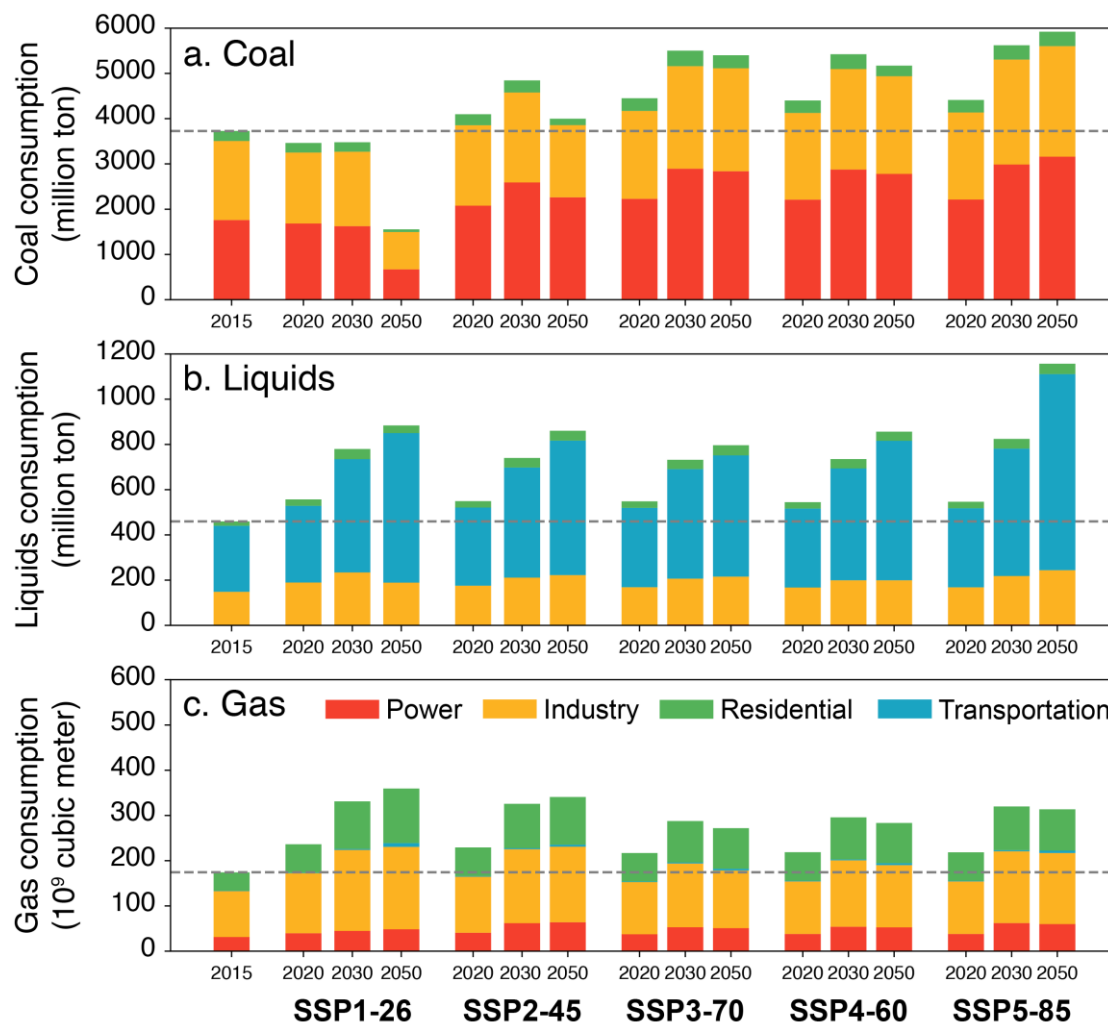 a. Coal
Coal consumption
(million ton)
6000
5000
4000
3000
2000
1000
0
2015 2020 2030 2050 2020 2030 2050 2020 2030 2050 2020 2030 2050 2020 2030 2050
b. Liquids
Liquids consumption
(million ton)
1200
1000
800
600
400
200
0
2015 2020 2030 2050 2020 2030 2050 2020 2030 2050 2020 2030 2050 2020 2030 2050
c. Gas
Power Industry Residential Transportation
Gas consumption
(10⁹ cubic meter)
600
500
400
300
200
100
0
2015 2020 2030 2050 2020 2030 2050 2020 2030 2050 2020 2030 2050 2020 2030 2050
SSP1-26 SSP2-45 SSP3-70 SSP4-60 SSP5-85